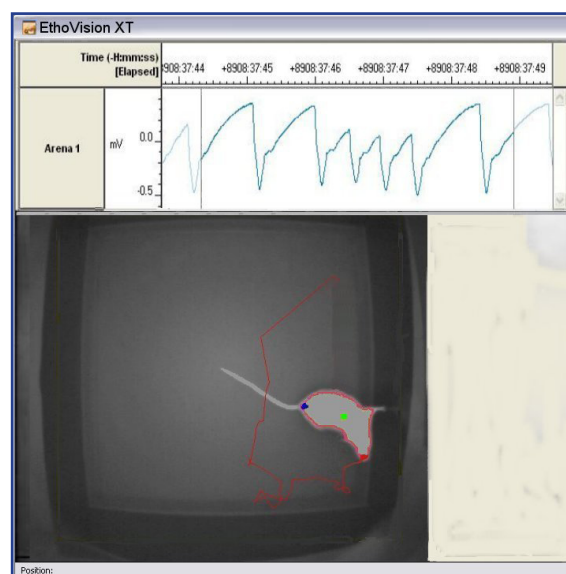 EthoVision XT
Time (-H:mm:ss)
[Elapsed]
+8908:37:44 +8908:37:45 +8908:37:46 +8908:37:47 +8908:37:48 +8908:37:49
Arena 1
mV
0.0
-0.5
Position: